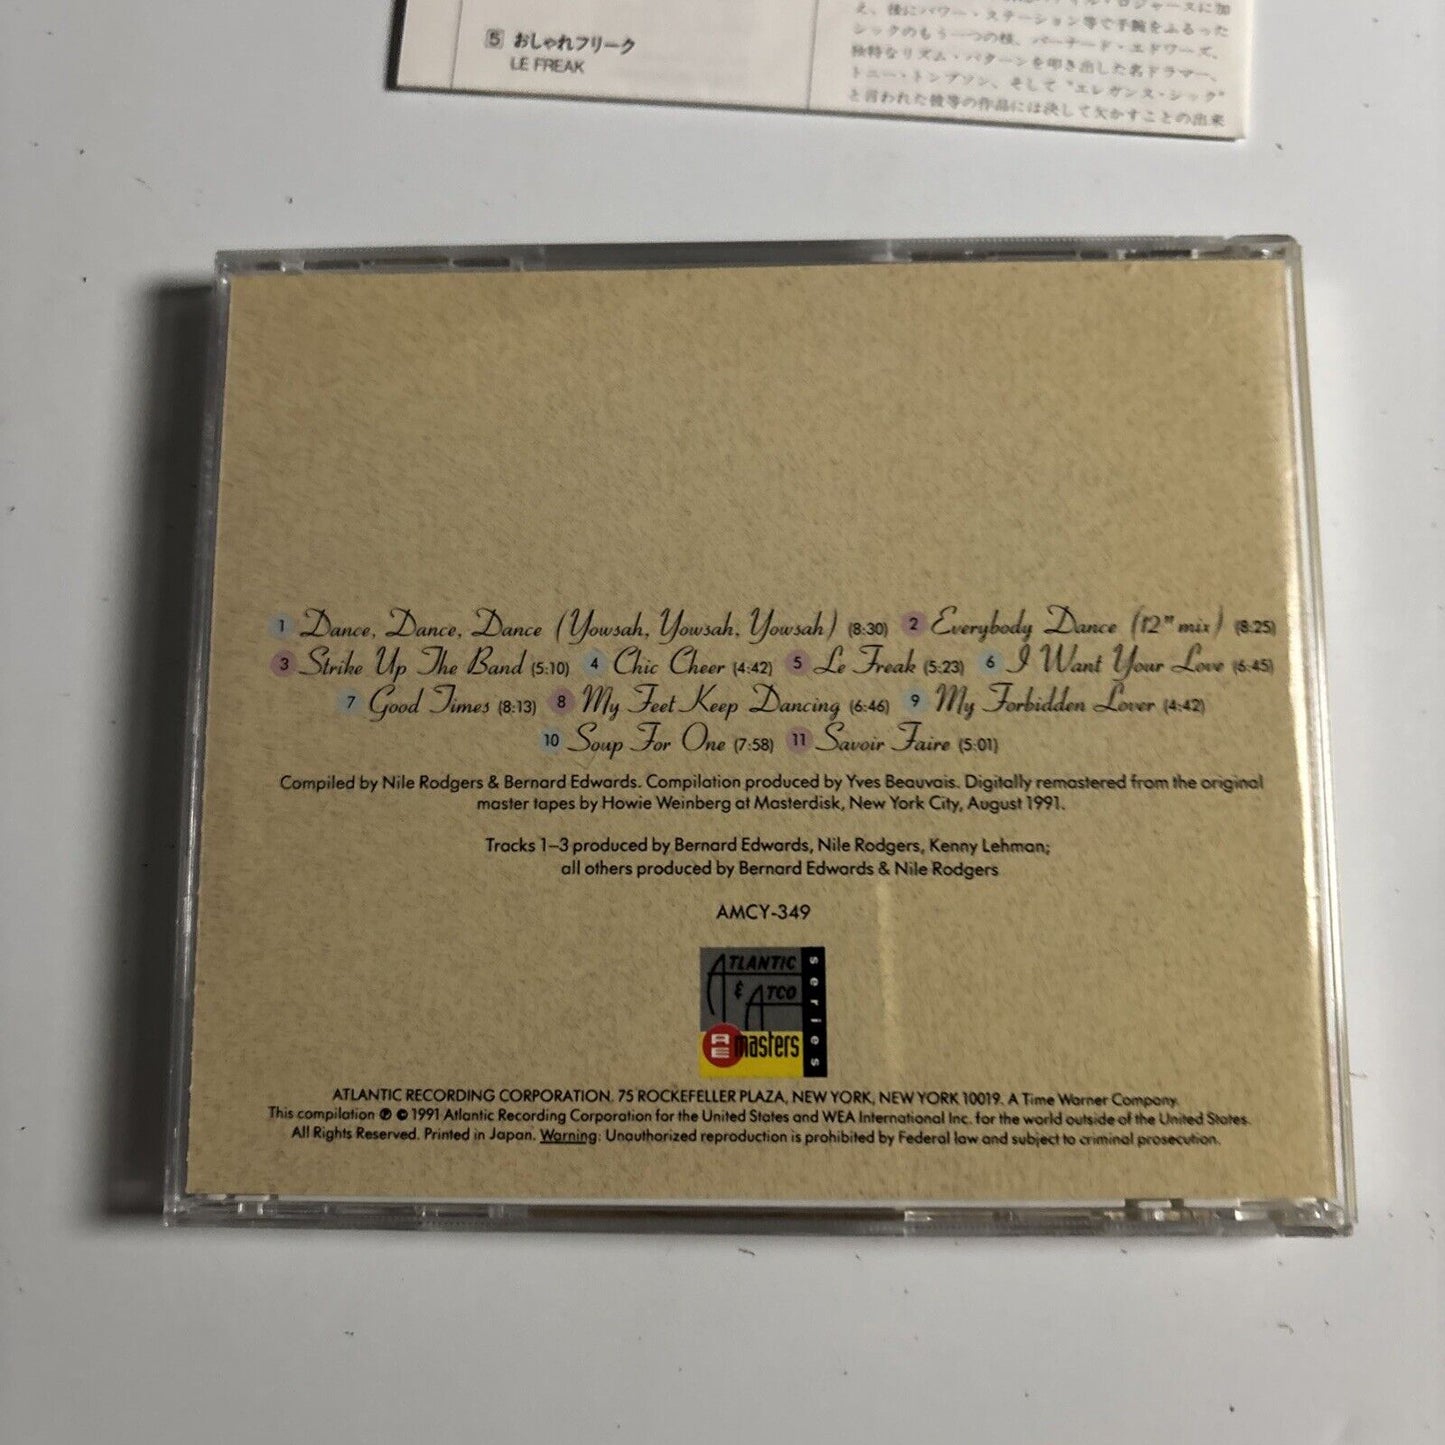 5 おしゃれフリーク
LE FREAK
え、後にパワー・ステーション等で手腕をふるった
シックのもう一つの核、バーナード・エドワーズ、
独特なリズム・パターンを叩き出した名ドラマー、
トニー・トンプソン、そして“エレガンス・シック”
と言われた彼等の作品には決して欠かすことの出来
1 Dance, Dance, Dance (Yowsah, Yowsah, Yowsah) (8:30) 2 Everybody Dance (12" mix) (8:25)
3 Strike Up The Band (5:10) 4 Chic Cheer (4:42) 5 Le Freak (5:23) 6 I Want Your Love (6:45)
7 Good Times (8:13) 8 My Feet Keep Dancing (6:46) 9 My Forbidden Lover (4:42)
10 Soup For One (7:58) 11 Savoir Faire (5:01)
Compiled by Nile Rodgers & Bernard Edwards. Compilation produced by Yves Beauvais. Digitally remastered from the original
master tapes by Howie Weinberg at Masterdisk, New York City, August 1991.
Tracks 1–3 produced by Bernard Edwards, Nile Rodgers, Kenny Lehman;
all others produced by Bernard Edwards & Nile Rodgers
AMCY-349
ATLANTIC
& ATCO
RE masters
series
ATLANTIC RECORDING CORPORATION. 75 ROCKEFELLER PLAZA, NEW YORK, NEW YORK 10019. A Time Warner Company.
This compilation ℗ © 1991 Atlantic Recording Corporation for the United States and WEA International Inc. for the world outside of the United States.
All Rights Reserved. Printed in Japan. Warning: Unauthorized reproduction is prohibited by Federal law and subject to criminal prosecution.